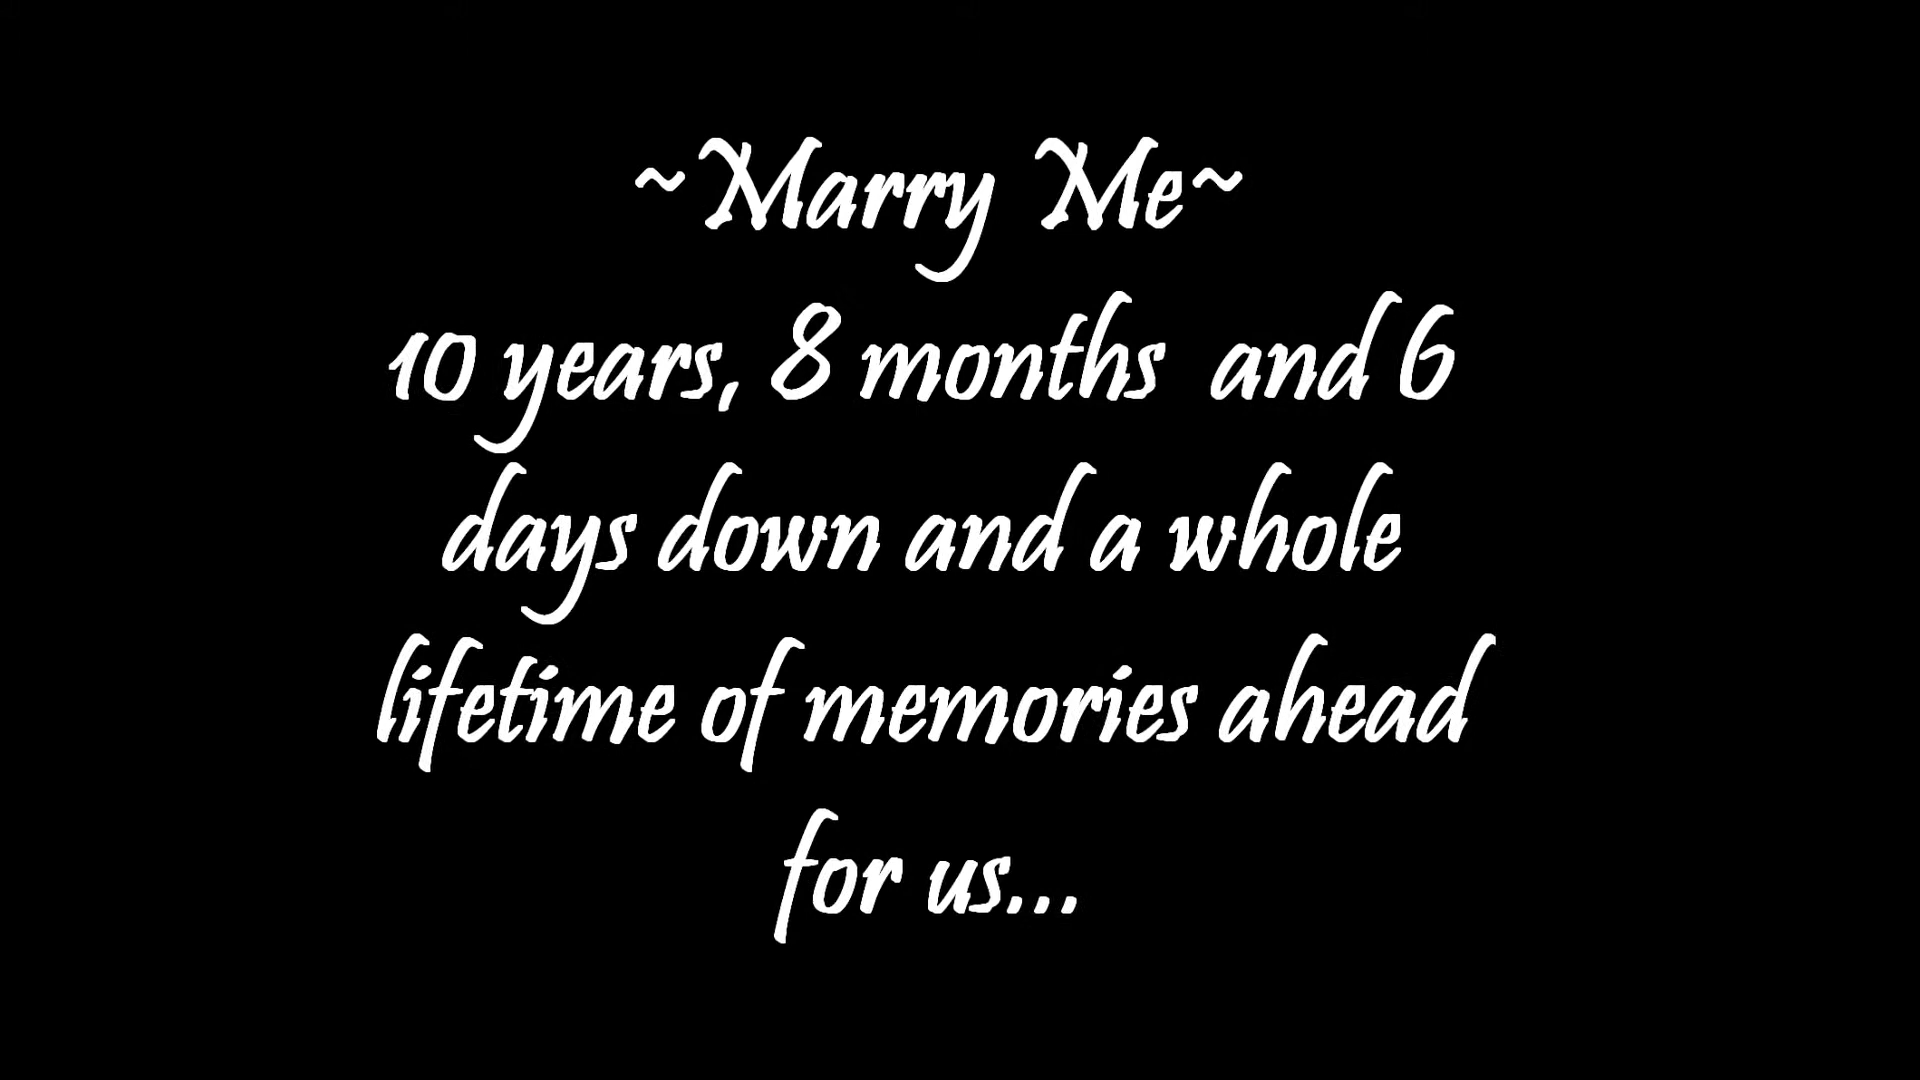 ~Marry Me~
10 years, 8 months and 6
days down and a whole
lifetime of memories ahead
for us...